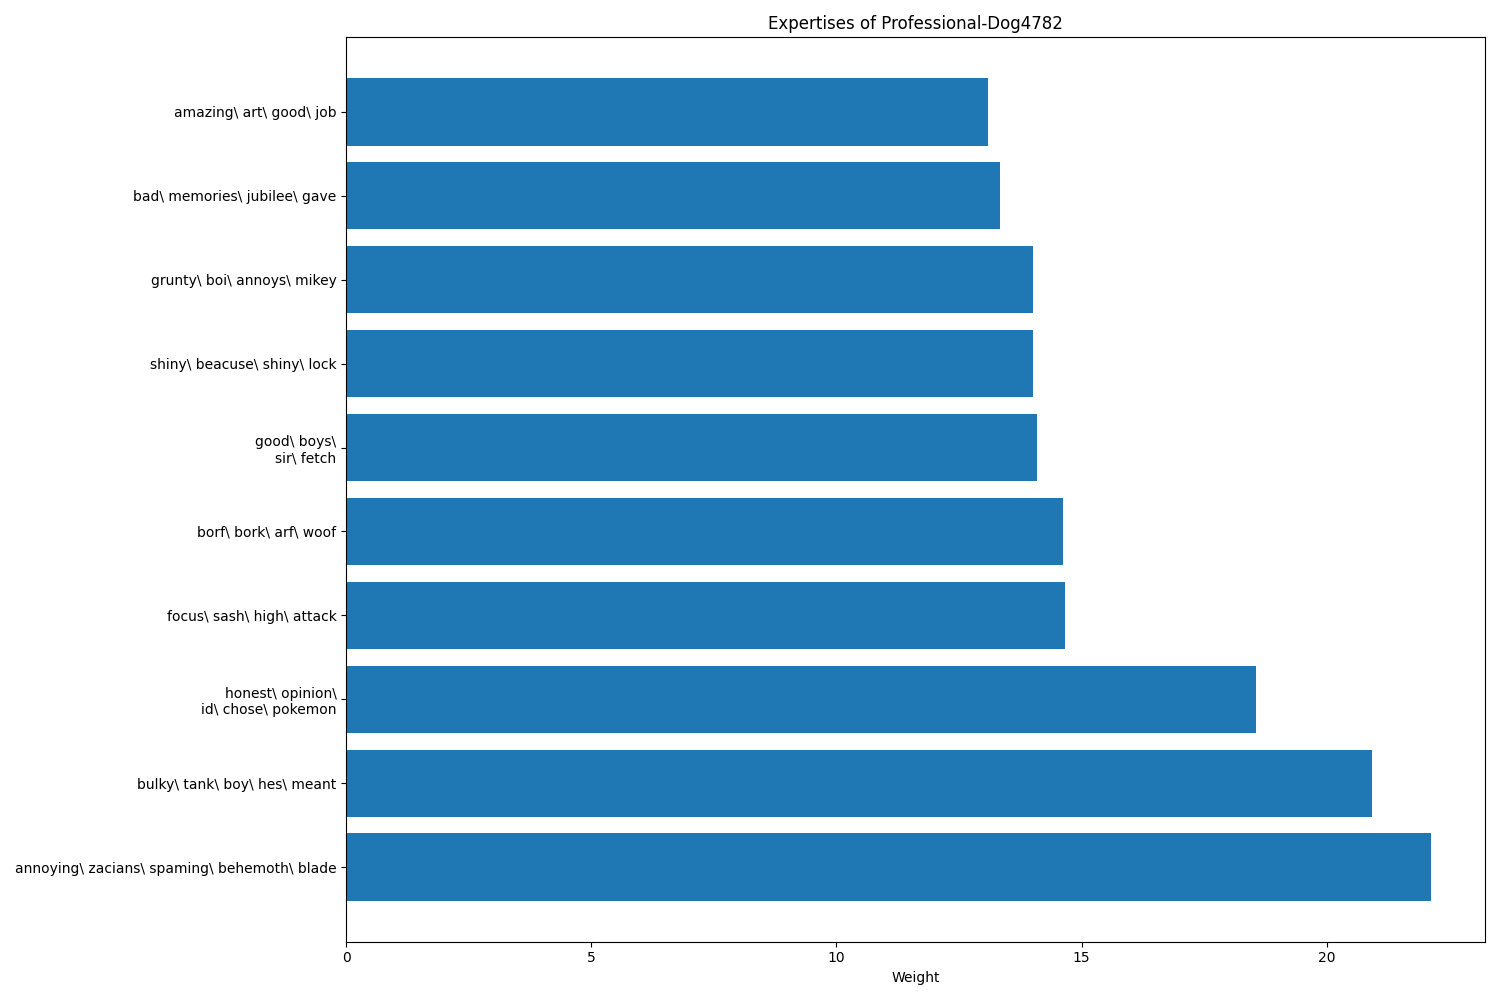 Expertises of Professional-Dog4782
amazing\ art\ good\ job
bad\ memories\ jubilee\ gave
grunty\ boi\ annoys\ mikey
shiny\ beacuse\ shiny\ lock
good\ boys\
sir\ fetch
borf\ bork\ arf\ woof
focus\ sash\ high\ attack
honest\ opinion\
id\ chose\ pokemon
bulky\ tank\ boy\ hes\ meant
annoying\ zacians\ spaming\ behemoth\ blade
0 5 10 15 20
Weight